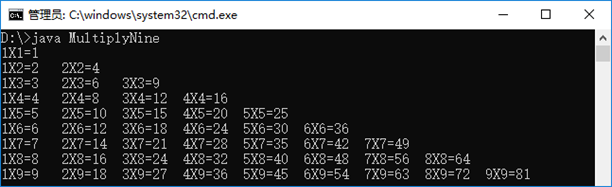 管理员: C:\windows\system32\cmd.exe
D:\>java MultiplyNine
1X1=1
1X2=2 2X2=4
1X3=3 2X3=6 3X3=9
1X4=4 2X4=8 3X4=12 4X4=16
1X5=5 2X5=10 3X5=15 4X5=20 5X5=25
1X6=6 2X6=12 3X6=18 4X6=24 5X6=30 6X6=36
1X7=7 2X7=14 3X7=21 4X7=28 5X7=35 6X7=42 7X7=49
1X8=8 2X8=16 3X8=24 4X8=32 5X8=40 6X8=48 7X8=56 8X8=64
1X9=9 2X9=18 3X9=27 4X9=36 5X9=45 6X9=54 7X9=63 8X9=72 9X9=81